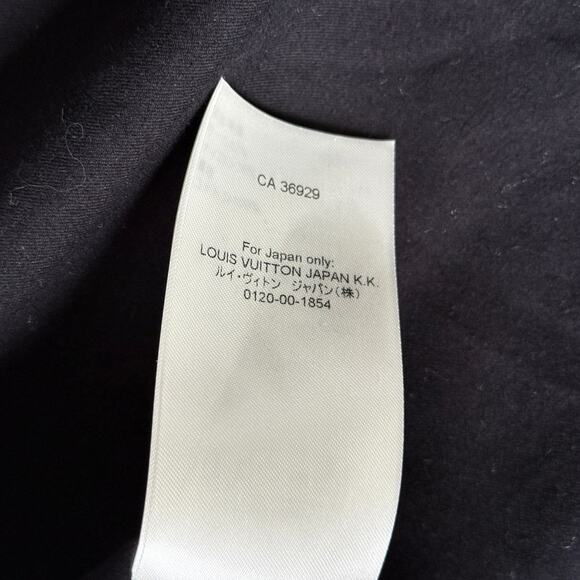 CA 36929
For Japan only:
LOUIS VUITTON JAPAN K.K.
ルイ・ヴィトン ジャパン(株)
0120-00-1854